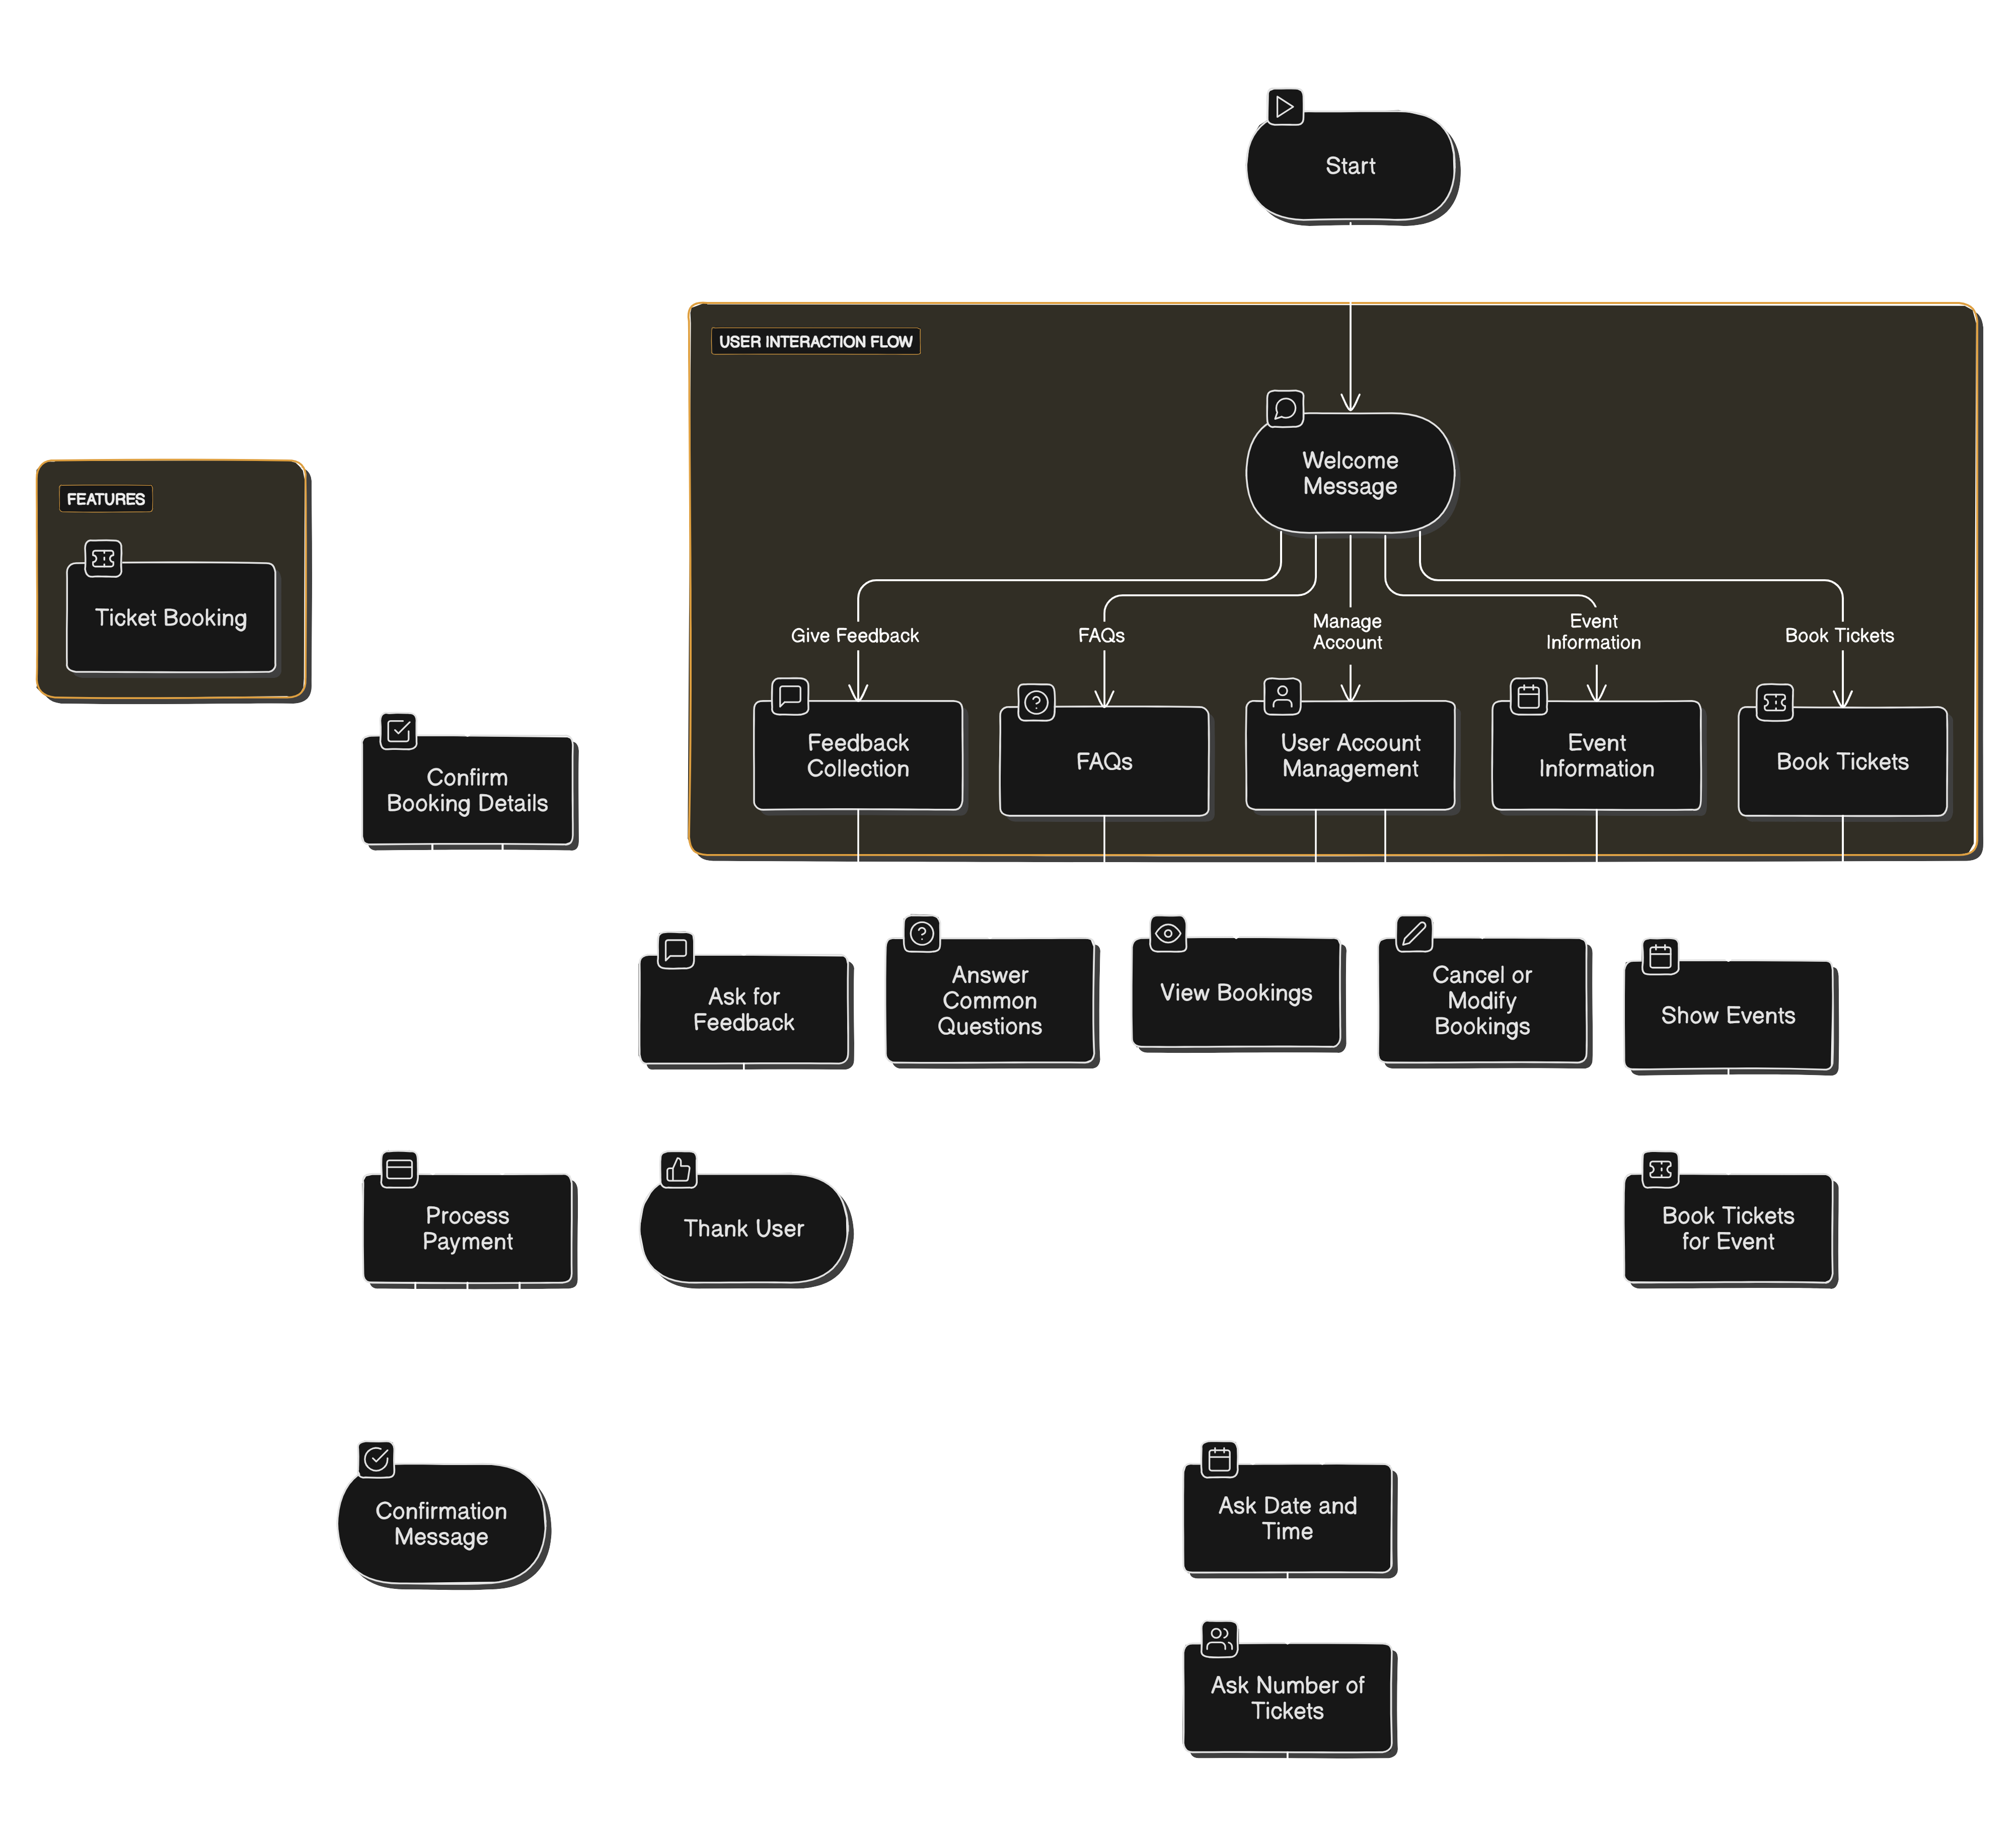 Start
USER INTERACTION FLOW
Welcome
Message
FEATURES
Ticket Booking
Give Feedback
FAQs
Manage
Account
Event
Information
Book Tickets
Feedback
Collection
FAQs
User Account
Management
Event
Information
Book Tickets
Confirm
Booking Details
Ask for
Feedback
Answer
Common
Questions
View Bookings
Cancel or
Modify
Bookings
Show Events
Process
Payment
Thank User
Book Tickets
for Event
Confirmation
Message
Ask Date and
Time
Ask Number of
Tickets